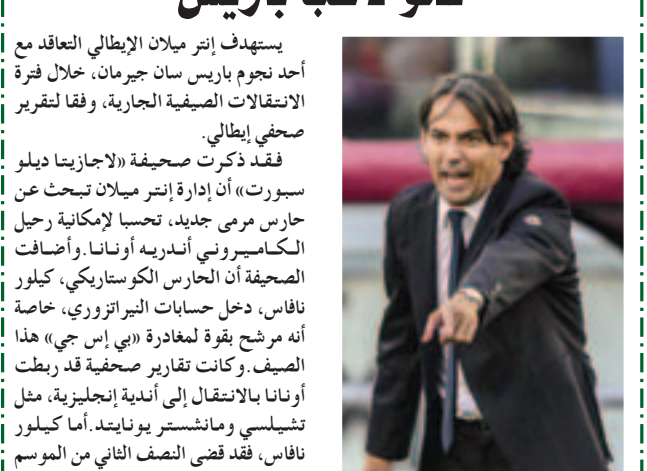 باريس
يستهدف إنتر ميلان الإيطالي التعاقد مع
أحد نجوم باريس سان جيرمان، خلال فترة
الانتقالات الصيفية الجارية، وفقا لتقرير
صحفي إيطالي.
فقد ذكرت صحيفة «لاجازيتا ديلو
سبورت» أن إدارة إنتر ميلان تبحث عن
حارس مرمى جديد، تحسبا لإمكانية رحيل
الكاميروني أندريه أونانا.وأضافت
الصحيفة أن الحارس الكوستاريكي، كيلور
نافاس، دخل حسابات النيراتزوري، خاصة
أنه مرشح بقوة لمغادرة «بي إس جي» هذا
الصيف.وكانت تقارير صحفية قد ربطت
أونانا بالانتقال إلى أندية إنجليزية، مثل
تشيلسي ومانشستر يونايتد.أما كيلور
نافاس، فقد قضى النصف الثاني من الموسم